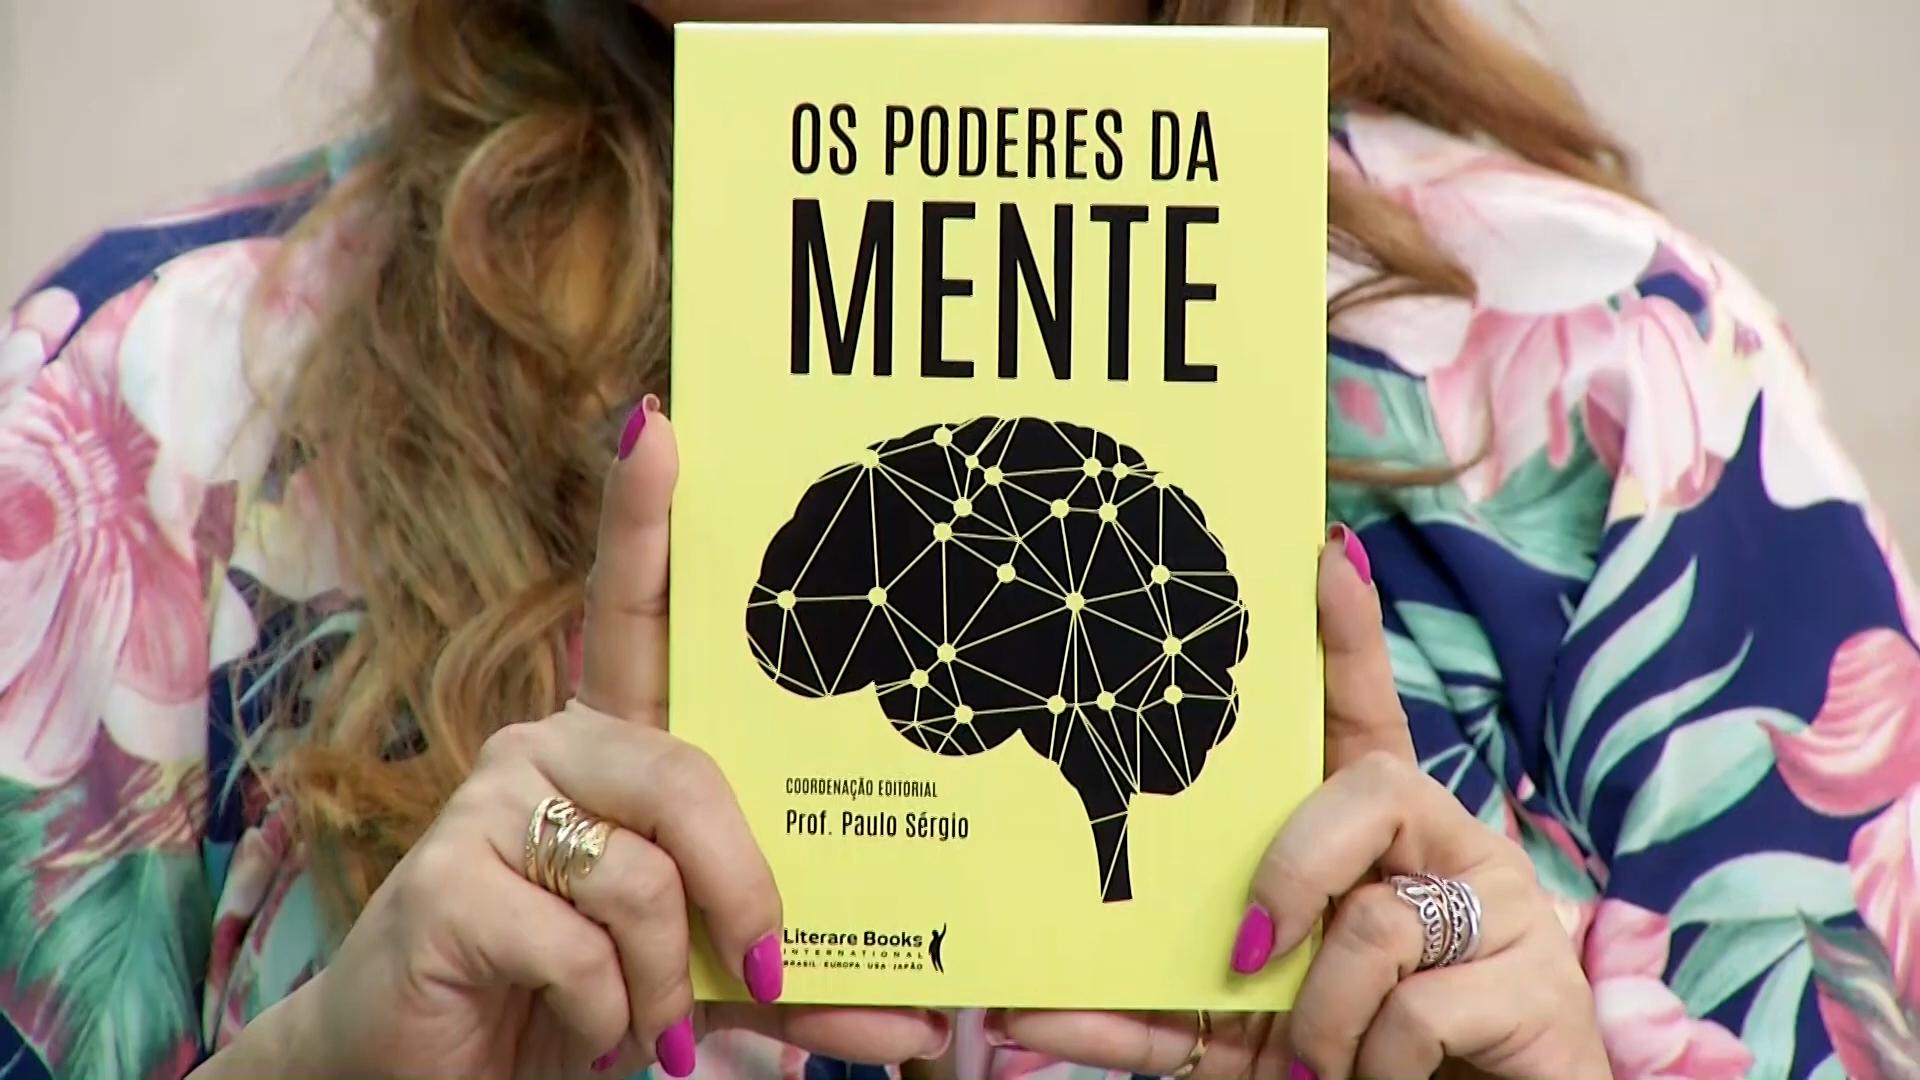 OS PODERES DA
MENTE
COORDENAÇÃO EDITORIAL
Prof. Paulo Sérgio
Literare Books
INTERNATIONAL
BRASIL · EUROPA · USA · JAPÃO